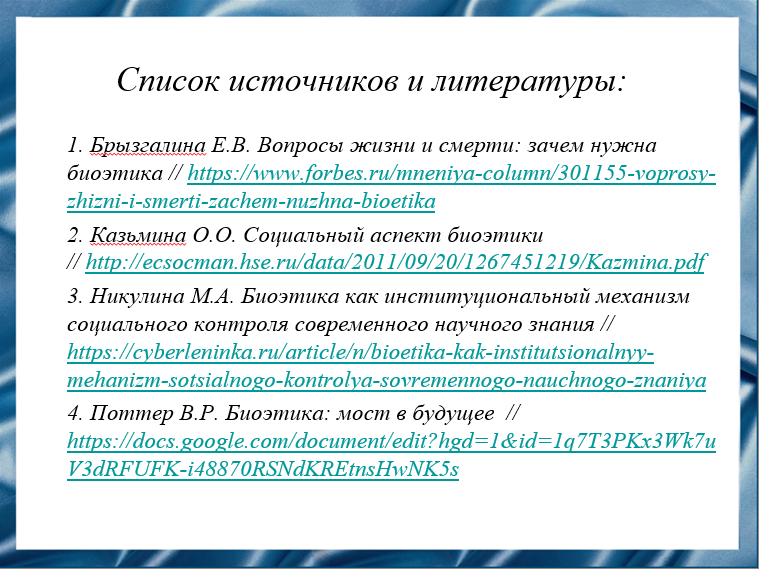 Список источников и литературы:
1. Брызгалина Е.В. Вопросы жизни и смерти: зачем нужна
биоэтика // https://www.forbes.ru/mneniya-column/301155-voprosy-
zhizni-i-smerti-zachem-nuzhna-bioetika
2. Казьмина О.О. Социальный аспект биоэтики
// http://ecsocman.hse.ru/data/2011/09/20/1267451219/Kazmina.pdf
3. Никулина М.А. Биоэтика как институциональный механизм
социального контроля современного научного знания //
https://cyberleninka.ru/article/n/bioetika-kak-institutsionalnyy-
mehanizm-sotsialnogo-kontrolya-sovremennogo-nauchnogo-znaniya
4. Поттер В.Р. Биоэтика: мост в будущее //
https://docs.google.com/document/edit?hgd=1&id=1q7T3PKx3Wk7u
V3dRFUFK-i48870RSNdKREtnsHwNK5s